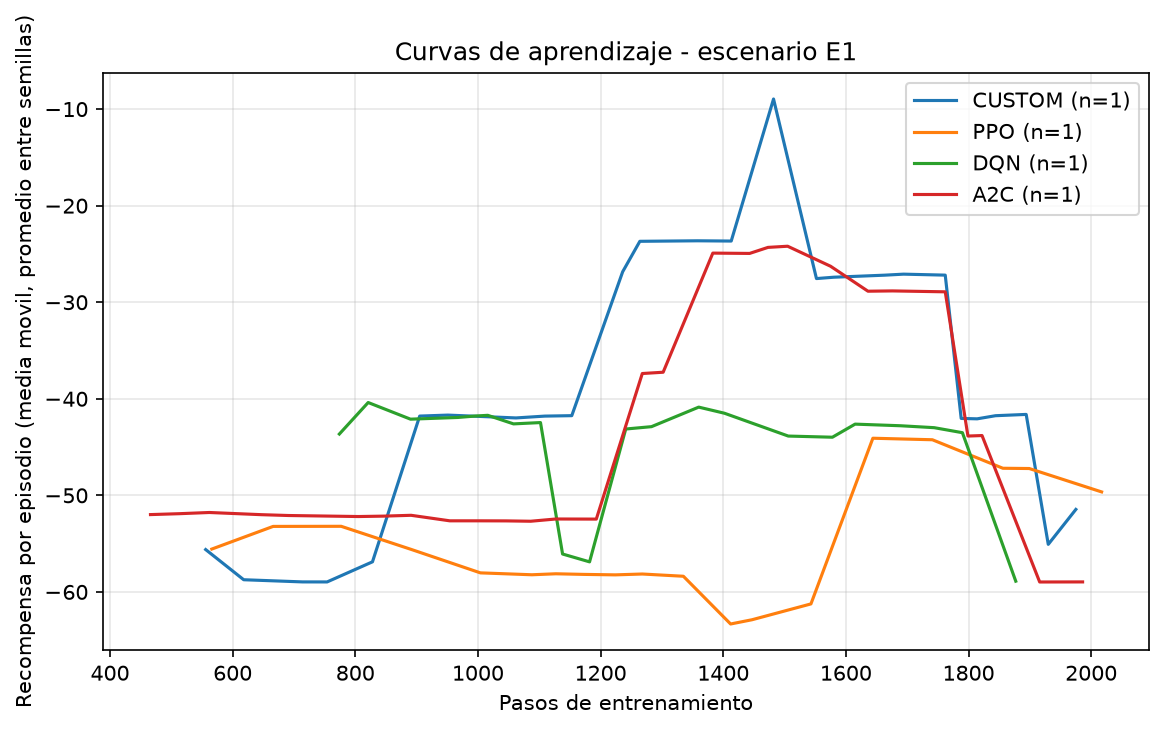 Curvas de aprendizaje - escenario E1
Recompensa por episodio (media movil, promedio entre semillas)
−10
−20
−30
−40
−50
−60
CUSTOM (n=1)
PPO (n=1)
DQN (n=1)
A2C (n=1)
400 600 800 1000 1200 1400 1600 1800 2000
Pasos de entrenamiento